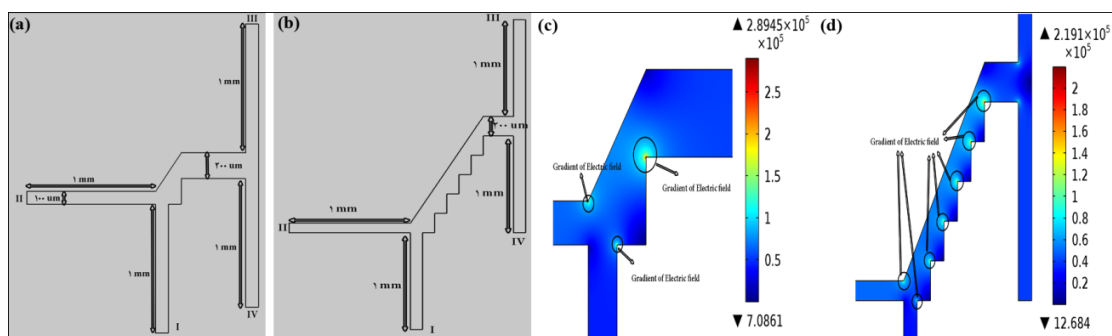 (a)
III
۱ mm
۲۰۰ um
۱ mm
II
۱۰۰ um
۱ mm
۱ mm
IV
I
(b)
III
۱ mm
۲۰۰ um
۱ mm
II
۱ mm
۱ mm
IV
I
(c)
▲ 2.8945×10⁵
×10⁵
2.5
2
1.5
1
0.5
▼ 7.0861
Gradient of Electric field
Gradient of Electric field
Gradient of Electric field
(d)
▲ 2.191×10⁵
×10⁵
2
1.8
1.6
1.4
1.2
1
0.8
0.6
0.4
0.2
0
▼ 12.684
Gradient of Electric field